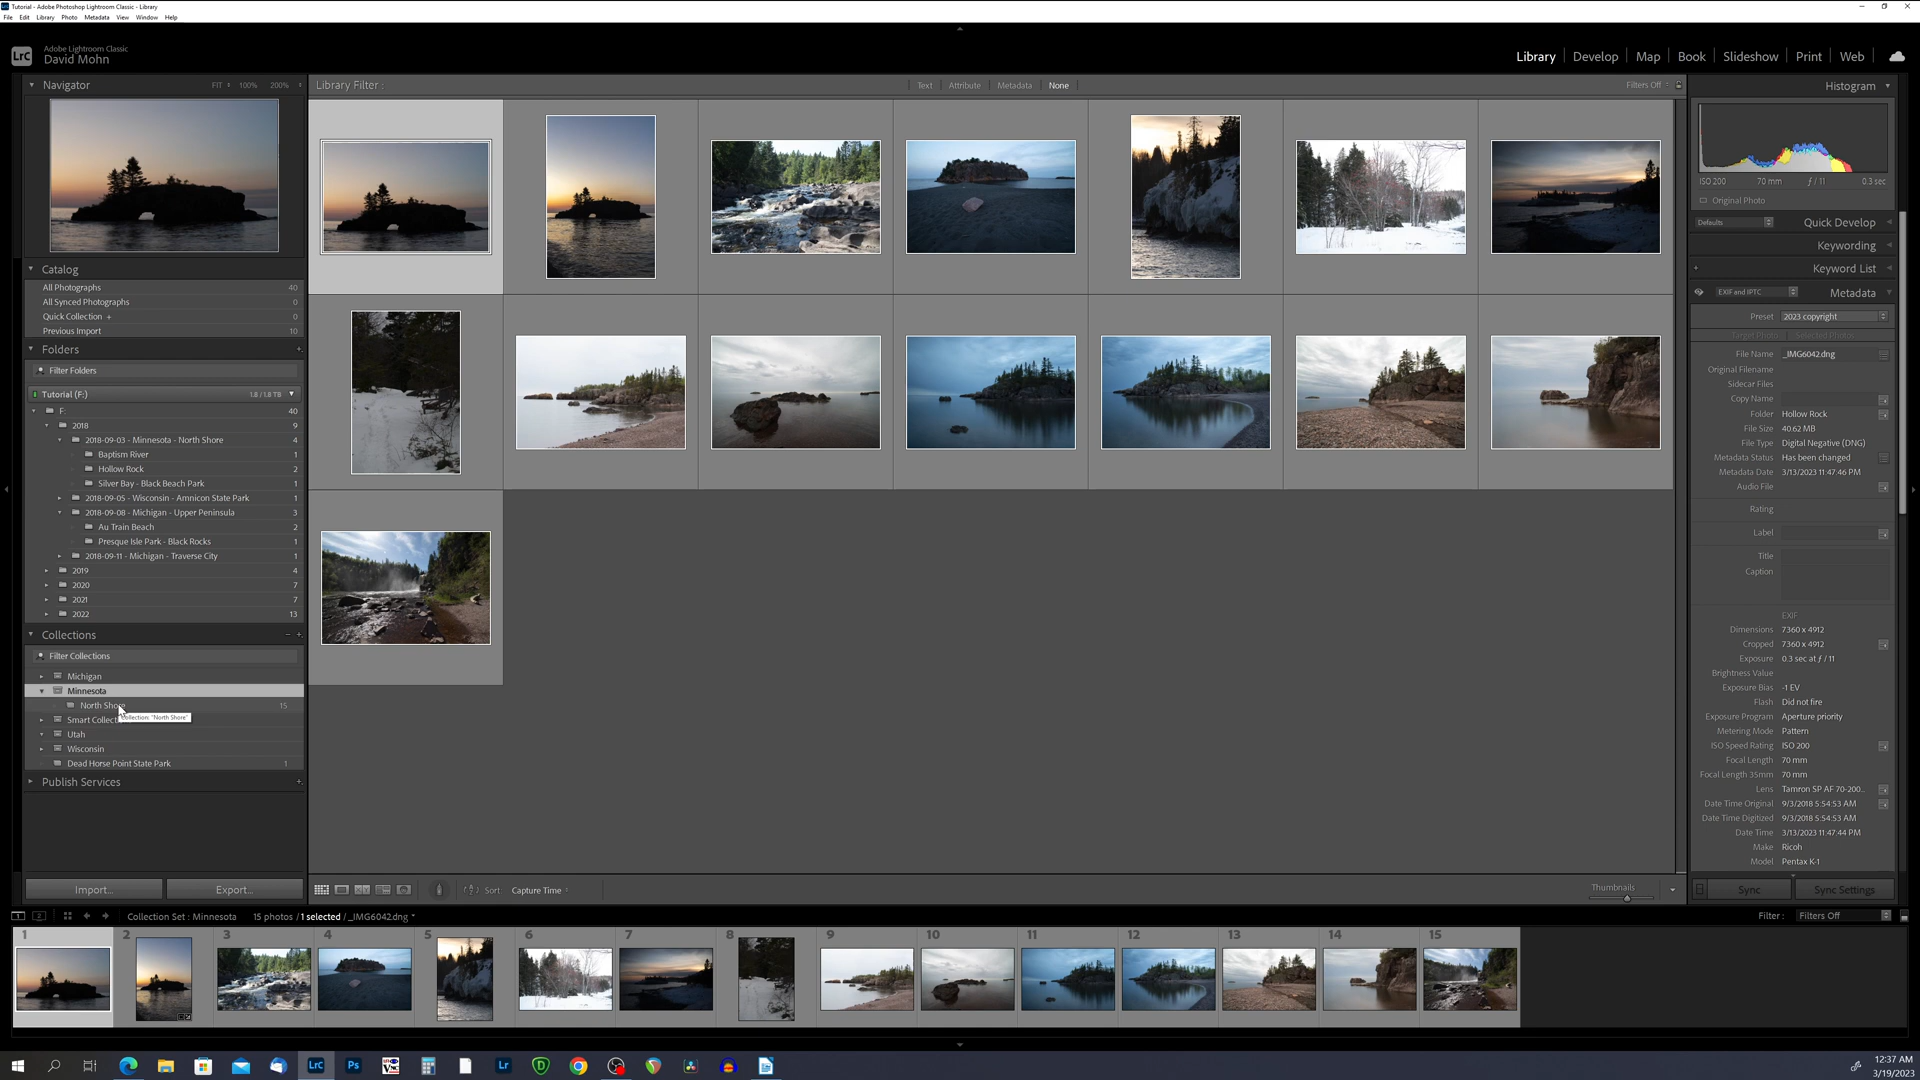 Tutorial - Adobe Photoshop Lightroom Classic - Library
File Edit Library Photo Metadata View Window Help
LrC
Adobe Lightroom Classic
David Mohn
Library Develop Map Book Slideshow Print Web
Navigator FIT 100% 200%
Library Filter : Text Attribute Metadata None Filters Off
Histogram
ISO 200 70 mm ƒ / 11 0.3 sec
Original Photo
Defaults Quick Develop
Keywording
Keyword List
EXIF and IPTC Metadata
Preset 2023 copyright
Target Photo Selected Photos
File Name _IMG6042.dng
Original Filename
Sidecar Files
Copy Name
Folder Hollow Rock
File Size 40.62 MB
File Type Digital Negative (DNG)
Metadata Status Has been changed
Metadata Date 3/13/2023 11:47:46 PM
Audio File
Rating
Label
Title
Caption
EXIF
Dimensions 7360 x 4912
Cropped 7360 x 4912
Exposure 0.3 sec at ƒ / 11
Brightness Value
Exposure Bias -1 EV
Flash Did not fire
Exposure Program Aperture priority
Metering Mode Pattern
ISO Speed Rating ISO 200
Focal Length 70 mm
Focal Length 35mm 70 mm
Lens Tamron SP AF 70-200...
Date Time Original 9/3/2018 5:54:53 AM
Date Time Digitized 9/3/2018 5:54:53 AM
Date Time 3/13/2023 11:47:44 PM
Make Ricoh
Model Pentax K-1
Sync Sync Settings
Catalog
All Photographs 40
All Synced Photographs 0
Quick Collection + 0
Previous Import 10
Folders +
Filter Folders
Tutorial (F:) 1.8 / 1.8 TB
F: 40
2018 9
2018-09-03 - Minnesota - North Shore 4
Baptism River 1
Hollow Rock 2
Silver Bay - Black Beach Park 1
2018-09-05 - Wisconsin - Amnicon State Park 1
2018-09-08 - Michigan - Upper Peninsula 3
Au Train Beach 2
Presque Isle Park - Black Rocks 1
2018-09-11 - Michigan - Traverse City 1
2019 4
2020 7
2021 7
2022 13
Collections - +
Filter Collections
Michigan
Minnesota
North Shore 15
Collection: "North Shore"
Smart Collect
Utah
Wisconsin
Dead Horse Point State Park 1
Publish Services +
Import... Export...
Sort: Capture Time
Thumbnails
1 2 Collection Set : Minnesota 15 photos / 1 selected / _IMG6042.dng
Filter : Filters Off
1 2 3 4 5 6 7 8 9 10 11 12 13 14 15
LrC Ps Lr
12:37 AM
3/19/2023